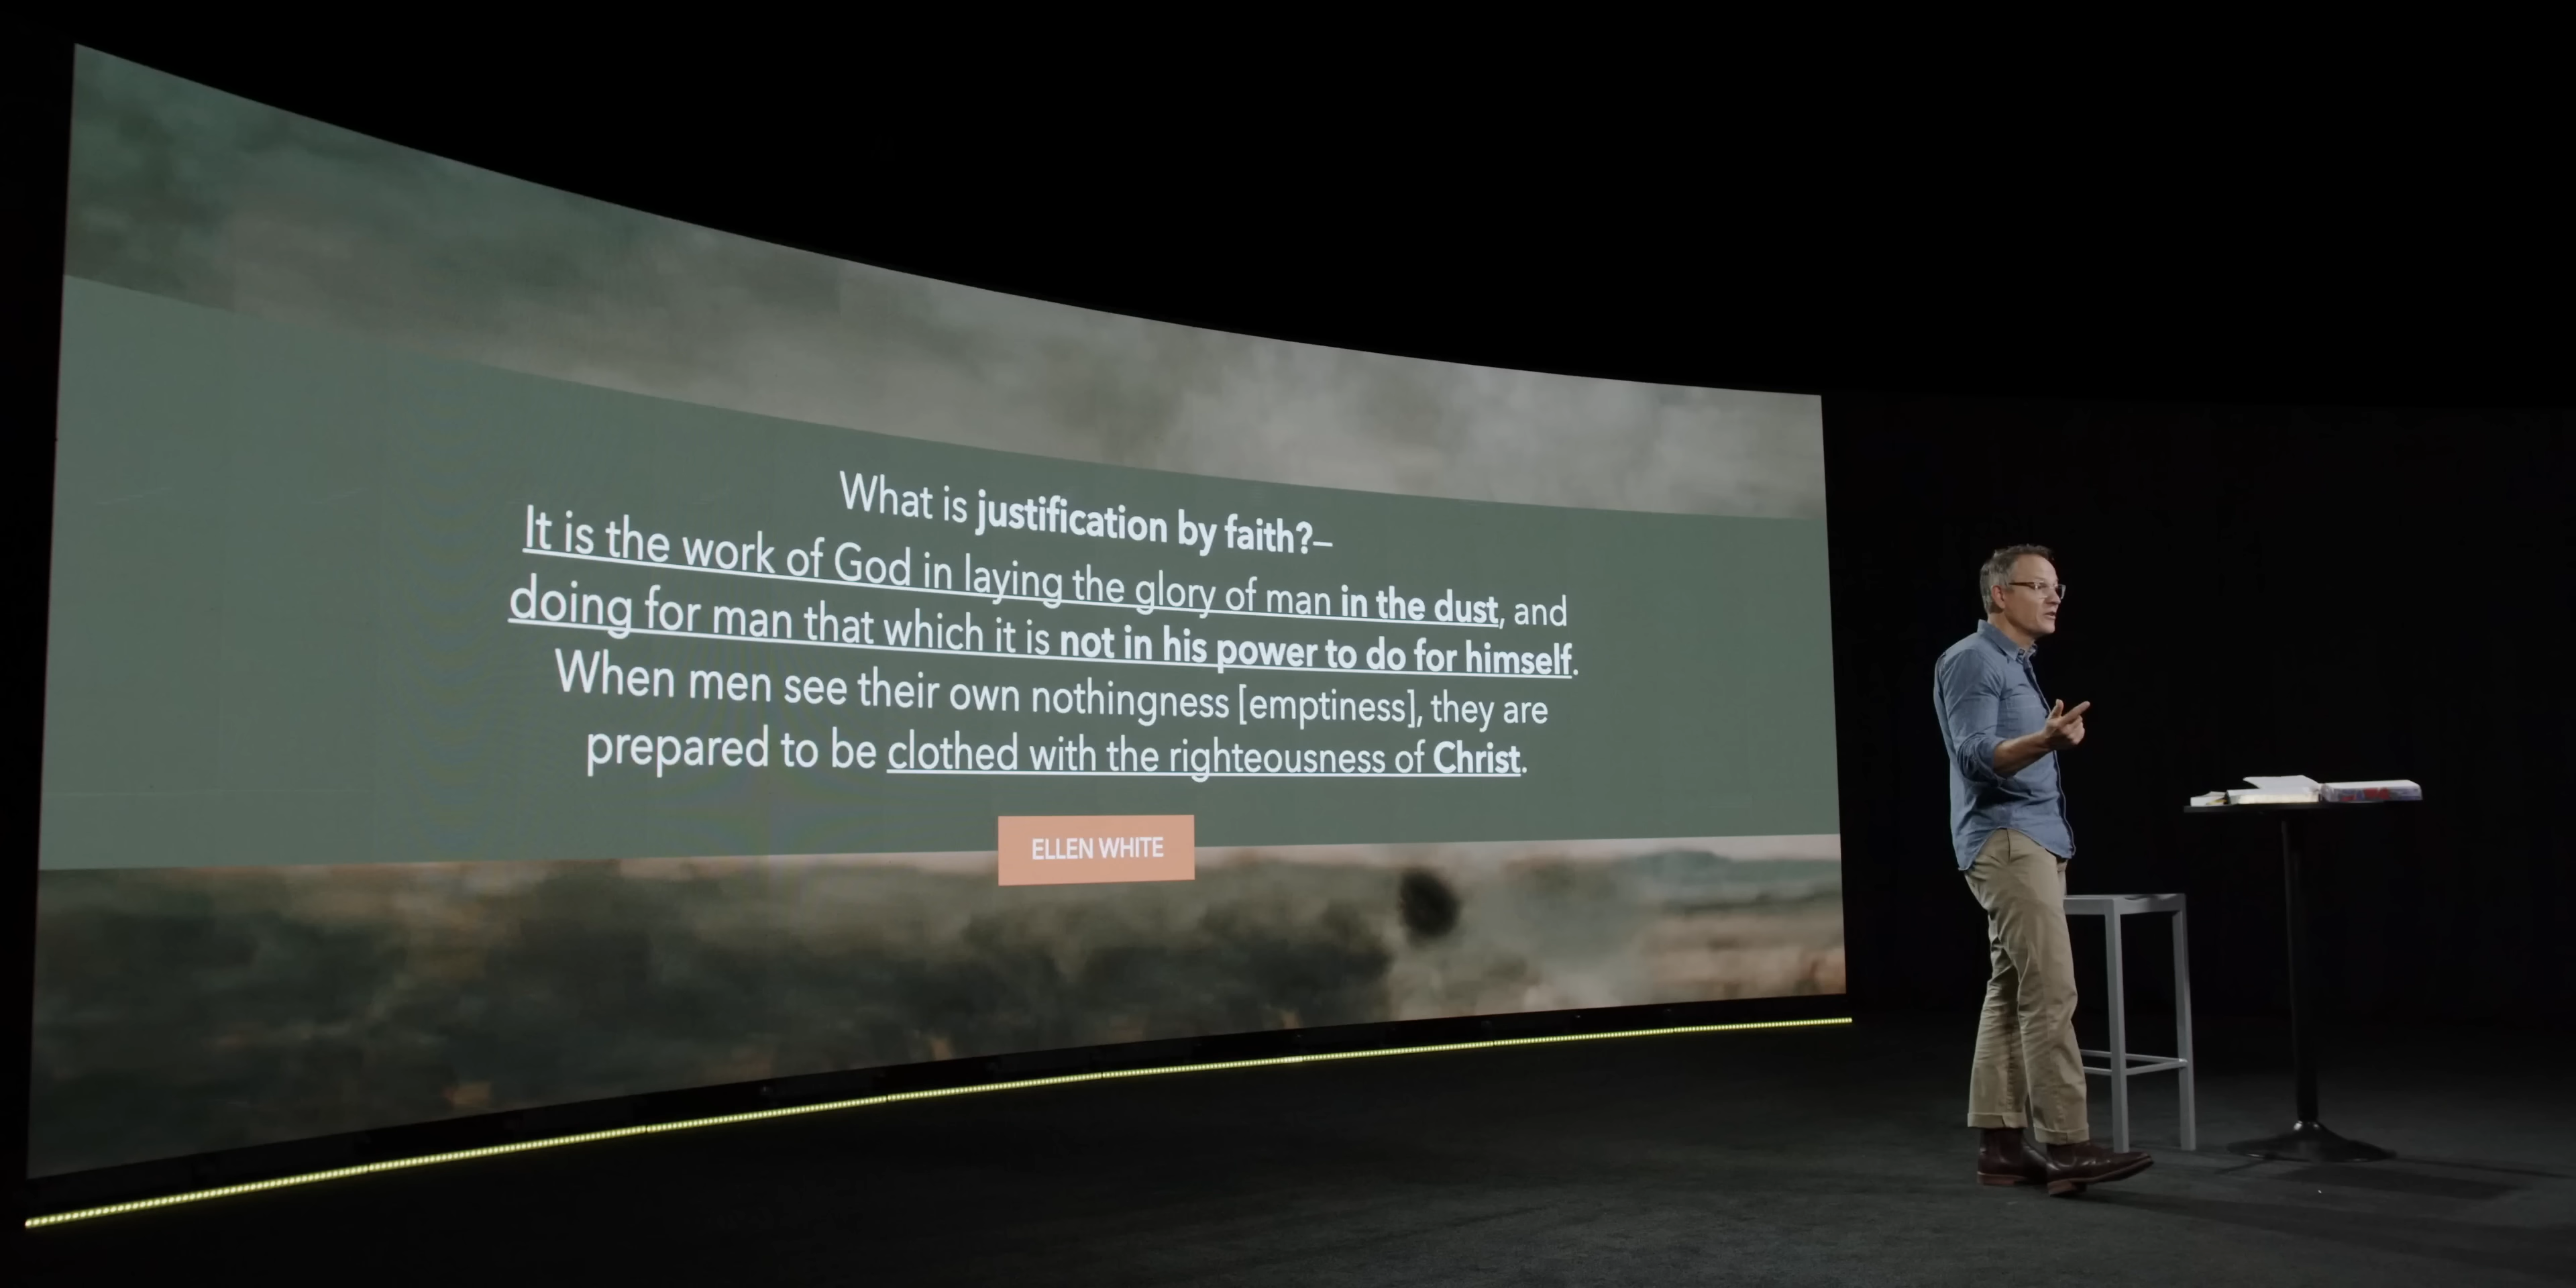 What is justification by faith?–
It is the work of God in laying the glory of man in the dust, and
doing for man that which it is not in his power to do for himself.
When men see their own nothingness [emptiness], they are
prepared to be clothed with the righteousness of Christ.
ELLEN WHITE